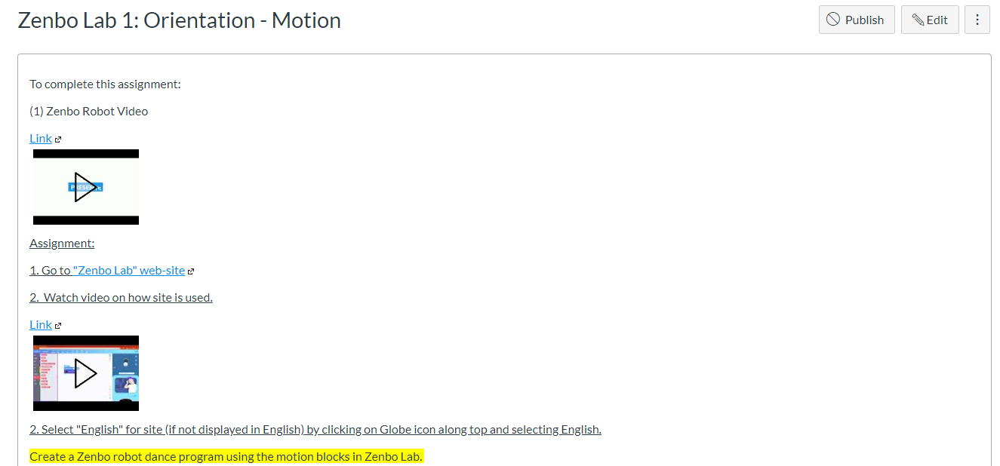 Zenbo Lab 1: Orientation - Motion
Publish
Edit
To complete this assignment:
(1) Zenbo Robot Video
Link
Assignment:
1. Go to "Zenbo Lab" web-site
2. Watch video on how site is used.
Link
2. Select "English" for site (if not displayed in English) by clicking on Globe icon along top and selecting English.
Create a Zenbo robot dance program using the motion blocks in Zenbo Lab.